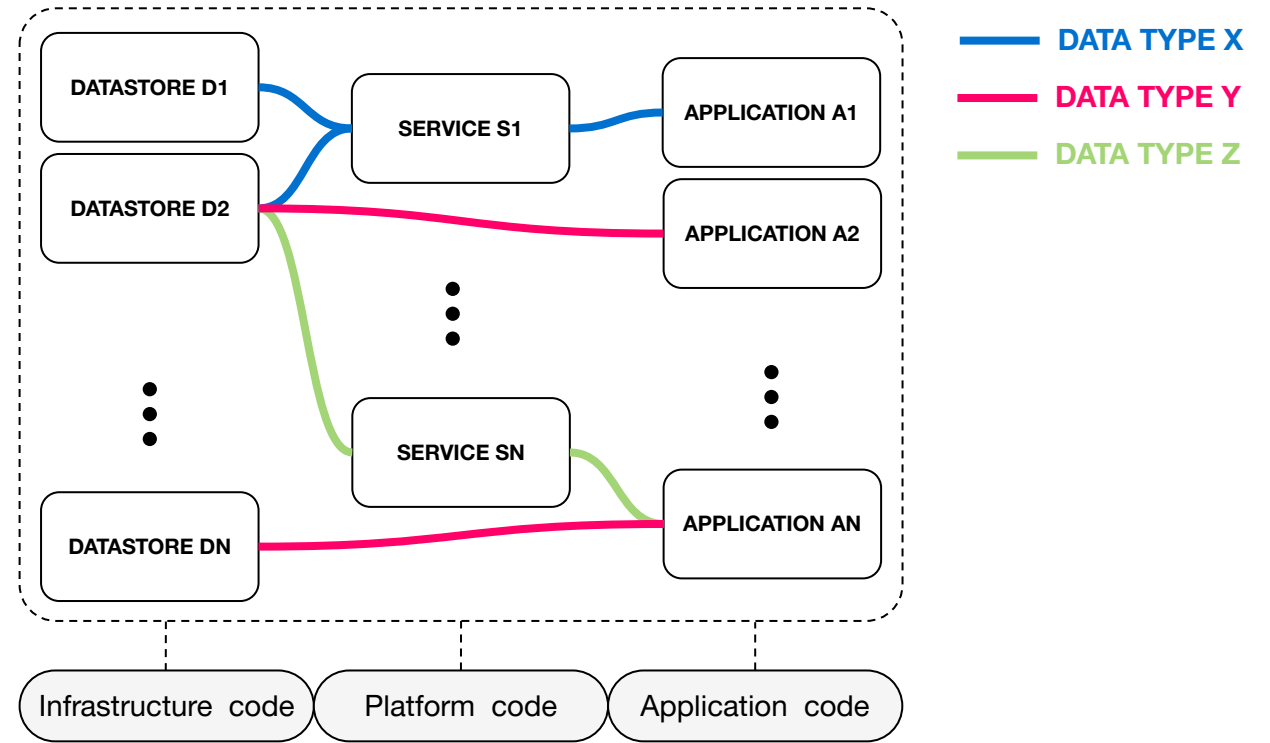 DATASTORE D1
DATASTORE D2
DATASTORE DN
SERVICE S1
SERVICE SN
APPLICATION A1
APPLICATION A2
APPLICATION AN
DATA TYPE X
DATA TYPE Y
DATA TYPE Z
Infrastructure code
Platform code
Application code